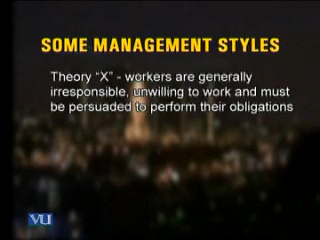 SOME MANAGEMENT STYLES
Theory “X” - workers are generally
irresponsible, unwilling to work and must
be persuaded to perform their obligations
VU